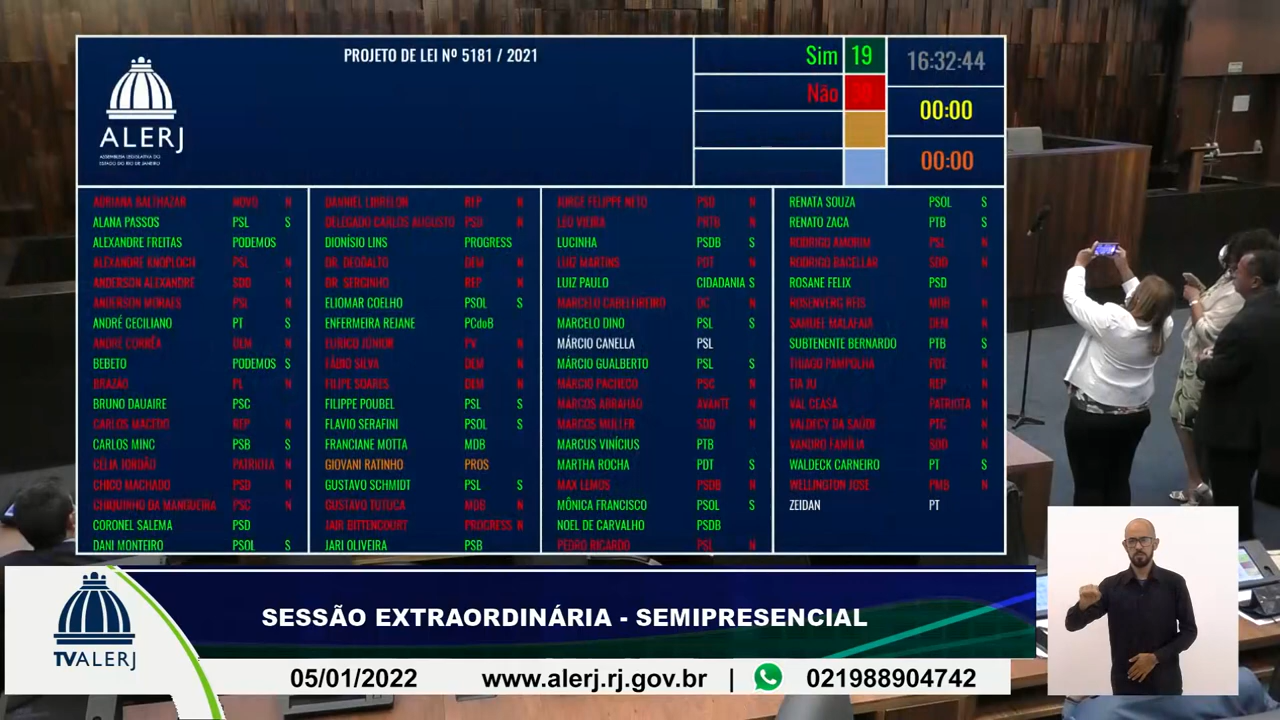 PROJETO DE LEI Nº 5181 / 2021
ALERJ
ASSEMBLEIA LEGISLATIVA DO
ESTADO DO RIO DE JANEIRO
Sim 19
Não
16:32:44
00:00
00:00
ADRIANA BALTHAZAR NOVO N
ALANA PASSOS PSL S
ALEXANDRE FREITAS PODEMOS
ALEXANDRE KNOPLOCH PSL N
ANDERSON ALEXANDRE SDD N
ANDERSON MORAES PSL N
ANDRÉ CECILIANO PT S
ANDRÉ CORRÊA DEM N
BEBETO PODEMOS S
BRAZÃO PL N
BRUNO DAUAIRE PSC
CARLOS MACEDO REP N
CARLOS MINC PSB S
CÉLIA JORDÃO PATRIOTA N
CHICO MACHADO PSD N
CHIQUINHO DA MANGUEIRA PSC N
CORONEL SALEMA PSD
DANI MONTEIRO PSOL S
DANNIEL LIBRELON REP N
DELEGADO CARLOS AUGUSTO PSD N
DIONÍSIO LINS PROGRESS
DR. DEODALTO DEM N
DR. SERGINHO REP N
ELIOMAR COELHO PSOL S
ENFERMEIRA REJANE PCdoB
EURICO JÚNIOR PV N
FÁBIO SILVA DEM N
FILIPE SOARES DEM N
FILIPPE POUBEL PSL S
FLAVIO SERAFINI PSOL S
FRANCIANE MOTTA MDB
GIOVANI RATINHO PROS
GUSTAVO SCHMIDT PSL S
GUSTAVO TUTUCA MDB N
JAIR BITTENCOURT PROGRESS N
JARI OLIVEIRA PSB
JORGE FELIPPE NETO PSD N
LEO VIEIRA PRTB N
LUCINHA PSDB S
LUIZ MARTINS PDT N
LUIZ PAULO CIDADANIA S
MARCELO CABELEIREIRO DC N
MARCELO DINO PSL S
MÁRCIO CANELLA PSL
MÁRCIO GUALBERTO PSL S
MÁRCIO PACHECO PSC N
MARCOS ABRAHÃO AVANTE N
MARCOS MULLER SDD N
MARCUS VINÍCIUS PTB
MARTHA ROCHA PDT S
MAX LEMOS PSDB N
MÔNICA FRANCISCO PSOL S
NOEL DE CARVALHO PSDB
PEDRO RICARDO PSL N
RENATA SOUZA PSOL S
RENATO ZACA PTB S
RODRIGO AMORIM PSL N
RODRIGO BACELLAR SDD N
ROSANE FELIX PSD
ROSENVERG REIS MDB N
SAMUEL MALAFAIA DEM N
SUBTENENTE BERNARDO PTB S
THIAGO PAMPOLHA PDT N
TIA JU REP N
VAL CEASA PATRIOTA N
VALDECY DA SAÚDE PTC N
VANDRO FAMÍLIA SDD N
WALDECK CARNEIRO PT S
WELLINGTON JOSÉ PMB N
ZEIDAN PT
SESSÃO EXTRAORDINÁRIA - SEMIPRESENCIAL
TVALERJ
05/01/2022 www.alerj.rj.gov.br | 021988904742